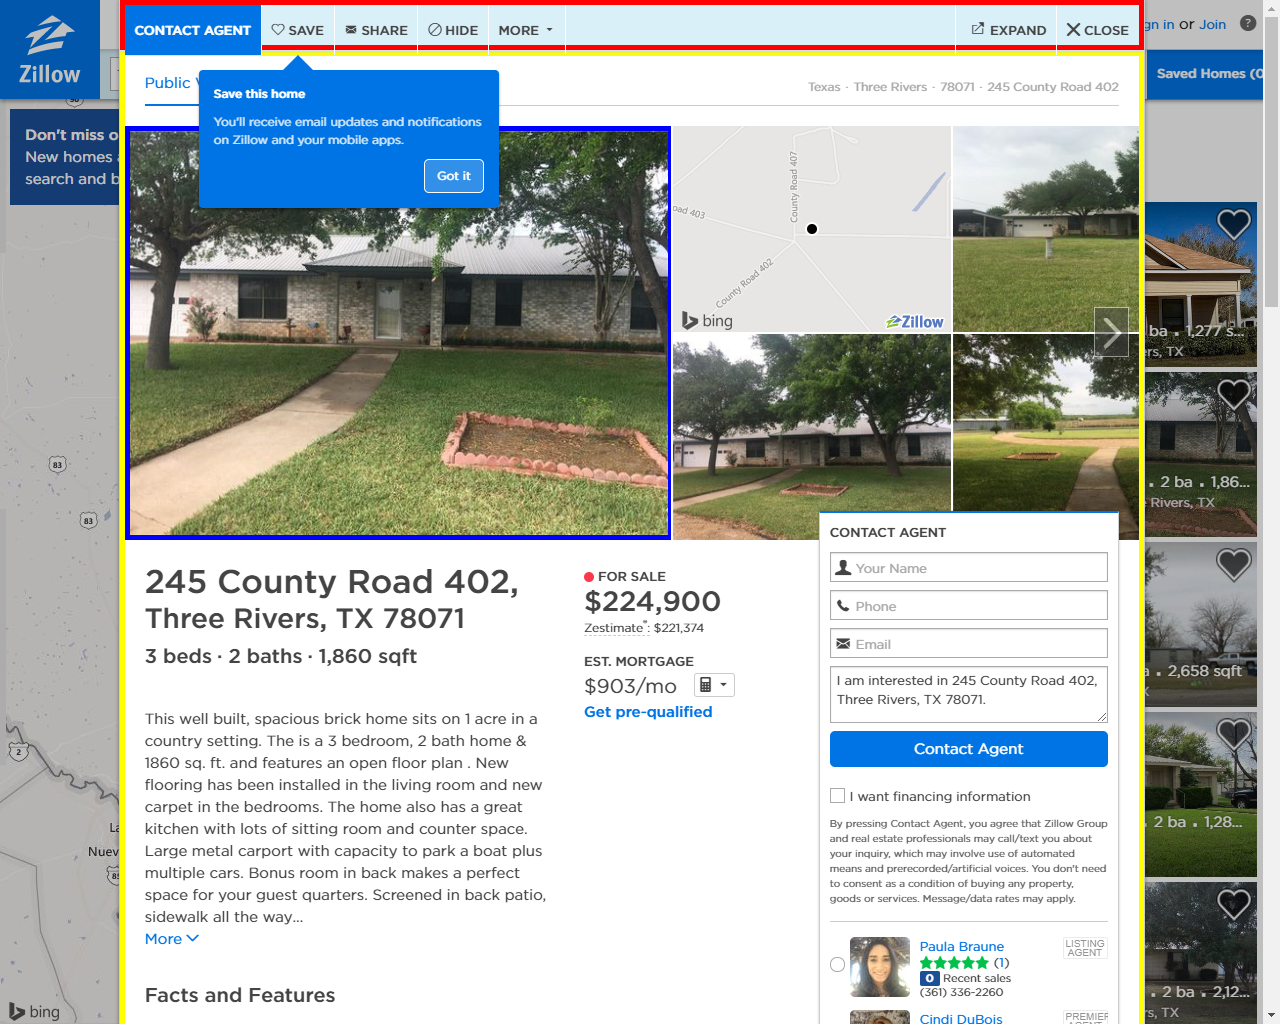 CONTACT AGENT
SAVE
SHARE
HIDE
MORE
EXPAND
CLOSE
Zillow
gn in or Join
?
Saved Homes (0
Public
Texas · Three Rivers · 78071 · 245 County Road 402
Save this home
You'll receive email updates and notifications
on Zillow and your mobile apps.
Got it
Don't miss o
New homes
search and b
County Road 407
oad 403
County Road 402
bing
Zillow
83
83
2
La
Nuev
bing
ba • 1,277 s...
ers, TX
• 2 ba • 1,86...
e Rivers, TX
a • 2,658 sqft
X
2 ba • 1,28...
s, TX
2 ba • 2,12...
s, TX
245 County Road 402,
Three Rivers, TX 78071
3 beds · 2 baths · 1,860 sqft
FOR SALE
$224,900
Zestimate®: $221,374
EST. MORTGAGE
$903/mo
Get pre-qualified
This well built, spacious brick home sits on 1 acre in a
country setting. The is a 3 bedroom, 2 bath home &
1860 sq. ft. and features an open floor plan . New
flooring has been installed in the living room and new
carpet in the bedrooms. The home also has a great
kitchen with lots of sitting room and counter space.
Large metal carport with capacity to park a boat plus
multiple cars. Bonus room in back makes a perfect
space for your guest quarters. Screened in back patio,
sidewalk all the way...
More
Facts and Features
CONTACT AGENT
Your Name
Phone
Email
I am interested in 245 County Road 402,
Three Rivers, TX 78071.
Contact Agent
I want financing information
By pressing Contact Agent, you agree that Zillow Group
and real estate professionals may call/text you about
your inquiry, which may involve use of automated
means and prerecorded/artificial voices. You don't need
to consent as a condition of buying any property,
goods or services. Message/data rates may apply.
Paula Braune
(1)
0 Recent sales
(361) 336-2260
LISTING
AGENT
Cindi DuBois
PREMIER